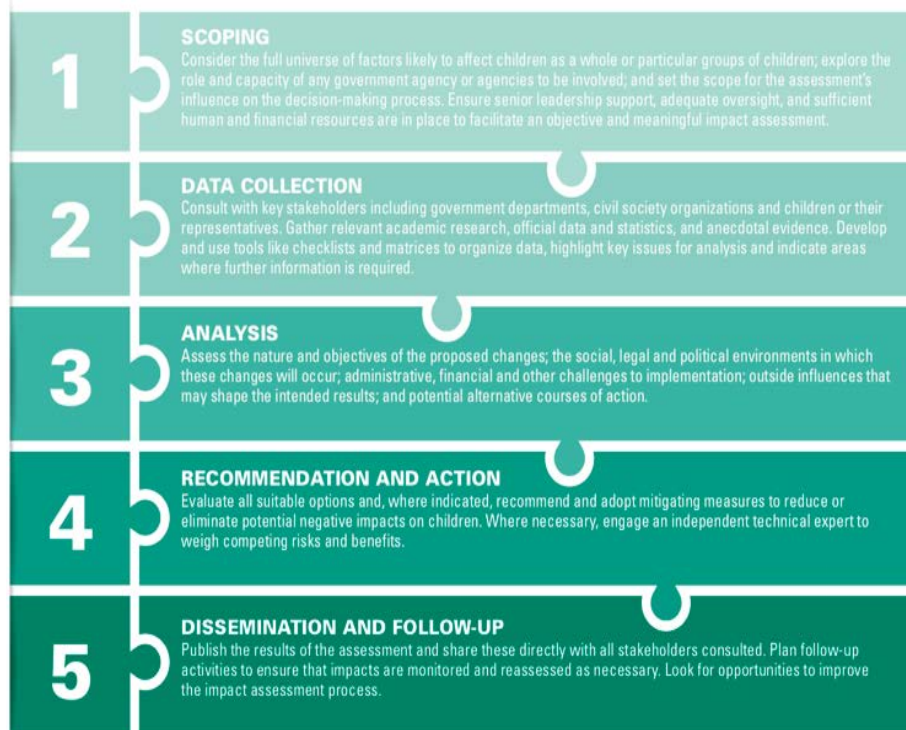 1
SCOPING
Consider the full universe of factors likely to affect children as a whole or particular groups of children; explore the
role and capacity of any government agency or agencies to be involved; and set the scope for the assessment's
influence on the decision-making process. Ensure senior leadership support, adequate oversight, and sufficient
human and financial resources are in place to facilitate an objective and meaningful impact assessment.
2
DATA COLLECTION
Consult with key stakeholders including government departments, civil society organizations and children or their
representatives. Gather relevant academic research, official data and statistics, and anecdotal evidence. Develop
and use tools like checklists and matrices to organize data, highlight key issues for analysis and indicate areas
where further information is required.
3
ANALYSIS
Assess the nature and objectives of the proposed changes; the social, legal and political environments in which
these changes will occur; administrative, financial and other challenges to implementation; outside influences that
may shape the intended results; and potential alternative courses of action.
4
RECOMMENDATION AND ACTION
Evaluate all suitable options and, where indicated, recommend and adopt mitigating measures to reduce or
eliminate potential negative impacts on children. Where necessary, engage an independent technical expert to
weigh competing risks and benefits.
5
DISSEMINATION AND FOLLOW-UP
Publish the results of the assessment and share these directly with all stakeholders consulted. Plan follow-up
activities to ensure that impacts are monitored and reassessed as necessary. Look for opportunities to improve
the impact assessment process.